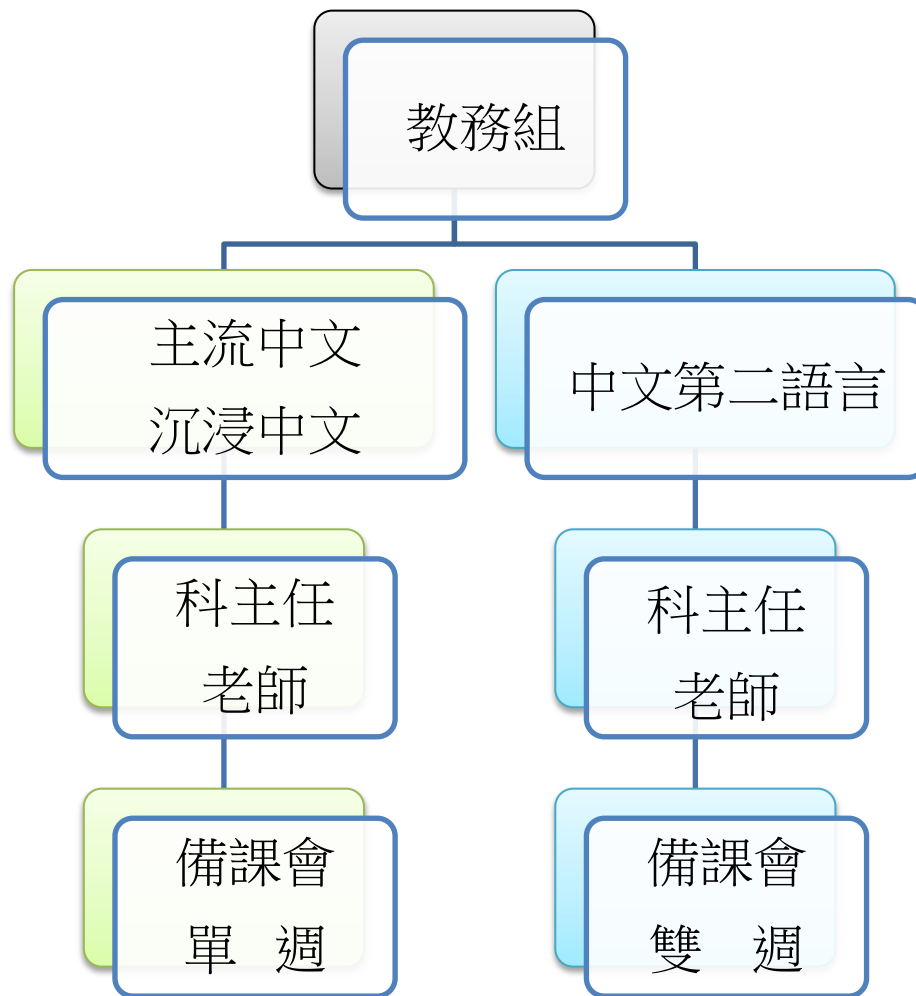 教務組
主流中文
沉浸中文
中文第二語言
科主任
老師
科主任
老師
備課會
單 週
備課會
雙 週